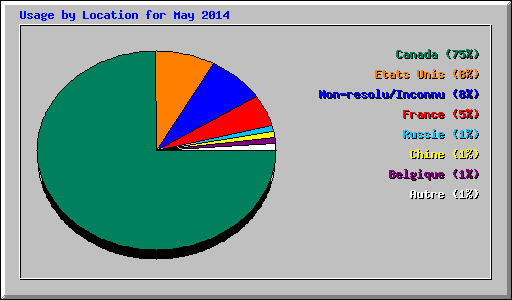 Usage by Location for May 2014
Canada (75%)
Etats Unis (8%)
Non-resolu/Inconnu (8%)
France (5%)
Russie (1%)
Chine (1%)
Belgique (1%)
Autre (1%)